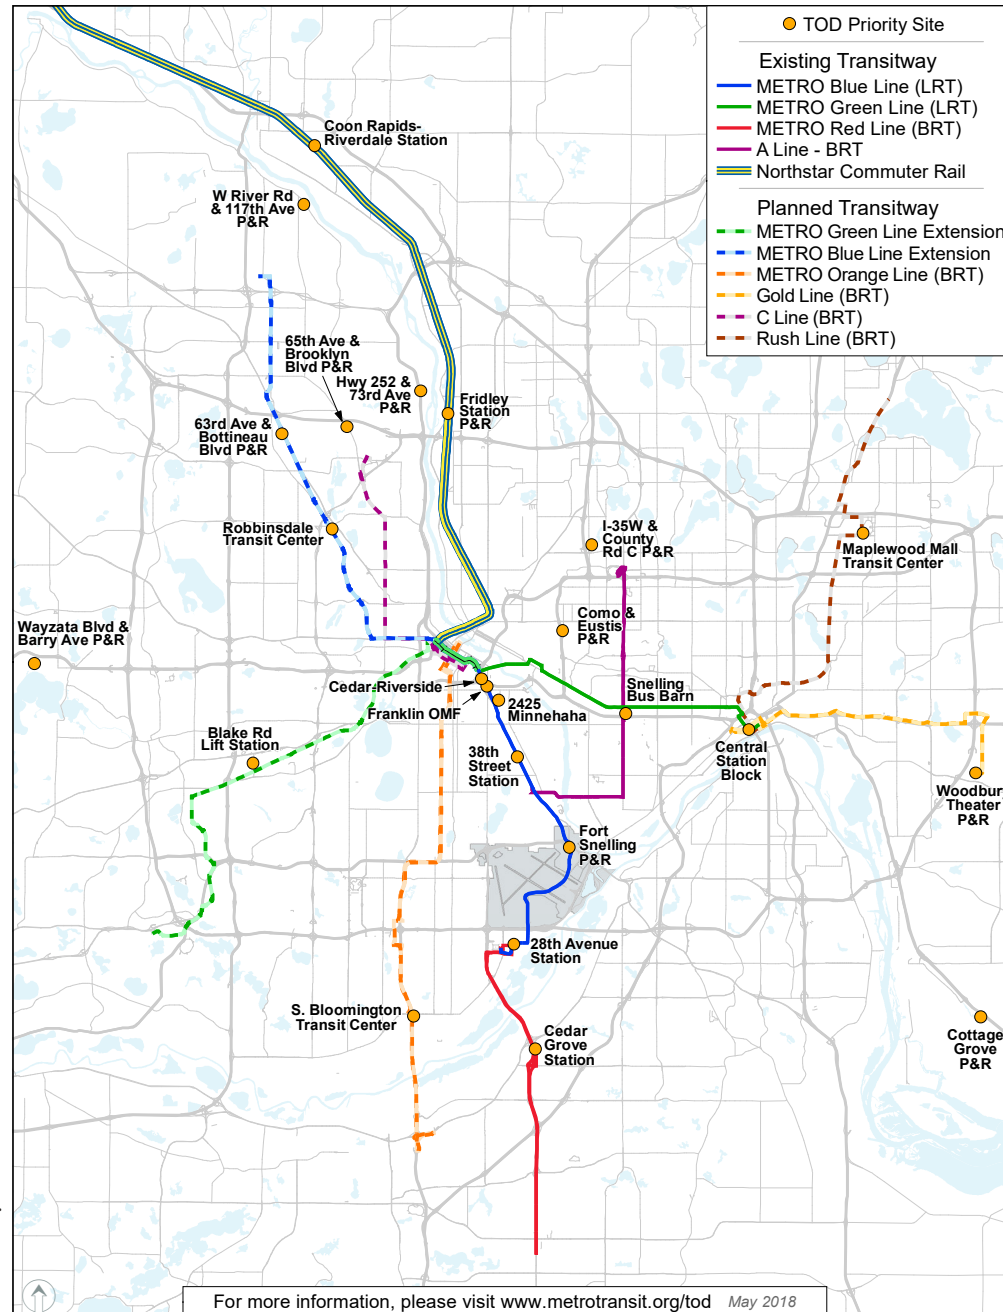 TOD Priority Site
Existing Transitway
METRO Blue Line (LRT)
METRO Green Line (LRT)
METRO Red Line (BRT)
A Line - BRT
Northstar Commuter Rail
Planned Transitway
METRO Green Line Extension
METRO Blue Line Extension
METRO Orange Line (BRT)
Gold Line (BRT)
C Line (BRT)
Rush Line (BRT)
Coon Rapids-
Riverdale Station
W River Rd
& 117th Ave
P&R
65th Ave &
Brooklyn
Blvd P&R
Hwy 252 &
73rd Ave
P&R
Fridley
Station
P&R
63rd Ave &
Bottineau
Blvd P&R
Robbinsdale
Transit Center
I-35W &
County
Rd C P&R
Maplewood Mall
Transit Center
Wayzata Blvd &
Barry Ave P&R
Como &
Eustis
P&R
Cedar-Riverside
Franklin OMF
2425
Minnehaha
Snelling
Bus Barn
Blake Rd
Lift Station
38th
Street
Station
Central
Station
Block
Woodbury
Theater
P&R
Fort
Snelling
P&R
28th Avenue
Station
S. Bloomington
Transit Center
Cedar
Grove
Station
Cottage
Grove
P&R
For more information, please visit www.metrotransit.org/tod May 2018